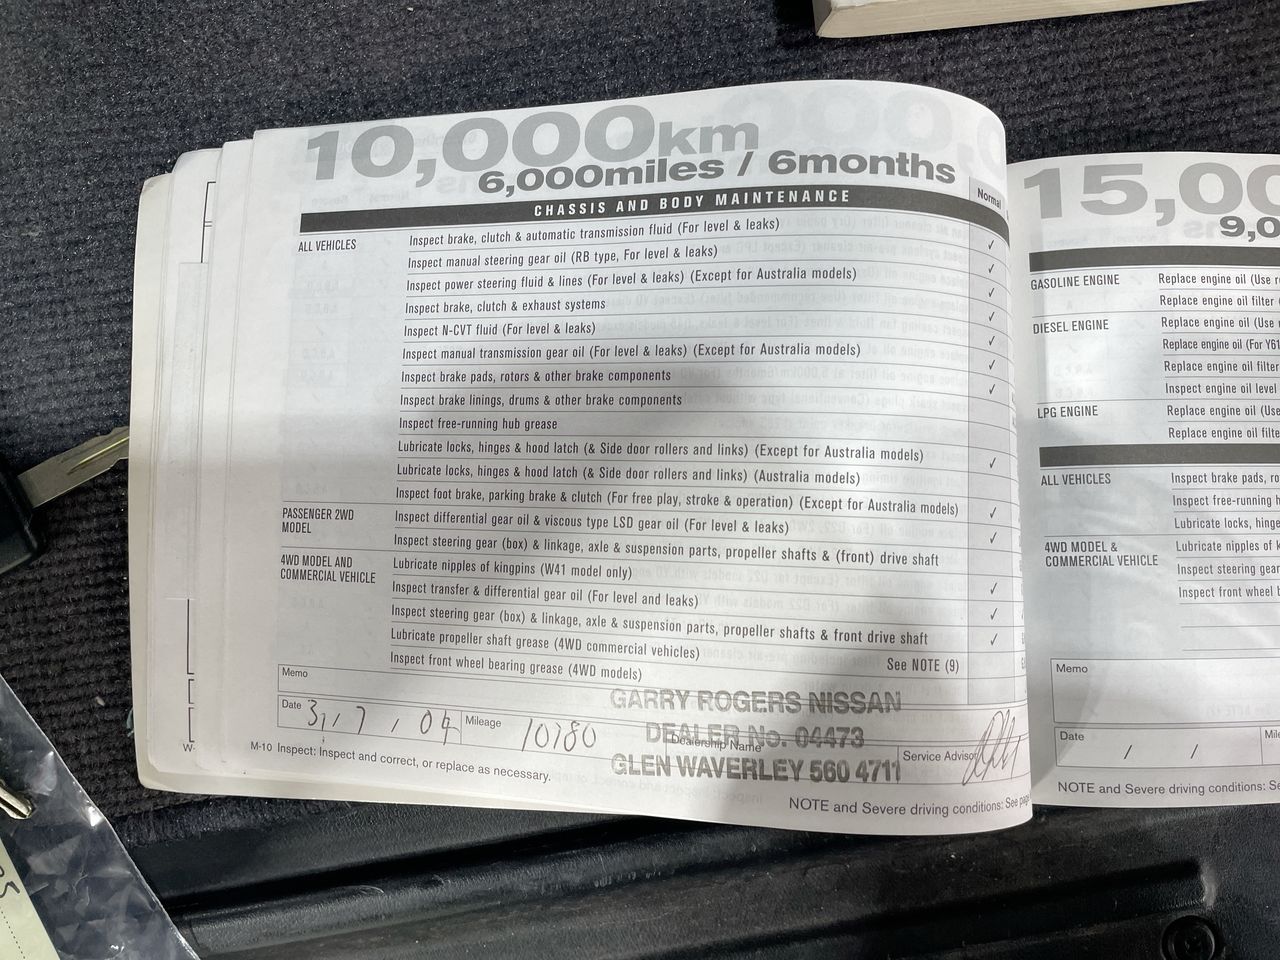 10,000km
6,000miles / 6months
CHASSIS AND BODY MAINTENANCE
Normal
ALL VEHICLES
Inspect brake, clutch & automatic transmission fluid (For level & leaks) ✓
Inspect manual steering gear oil (RB type, For level & leaks) ✓
Inspect power steering fluid & lines (For level & leaks) (Except for Australia models) ✓
Inspect brake, clutch & exhaust systems ✓
Inspect N-CVT fluid (For level & leaks) ✓
Inspect manual transmission gear oil (For level & leaks) (Except for Australia models) ✓
Inspect brake pads, rotors & other brake components ✓
Inspect brake linings, drums & other brake components
Inspect free-running hub grease
Lubricate locks, hinges & hood latch (& Side door rollers and links) (Except for Australia models) ✓
Lubricate locks, hinges & hood latch (& Side door rollers and links) (Australia models)
Inspect foot brake, parking brake & clutch (For free play, stroke & operation) (Except for Australia models) ✓
PASSENGER 2WD
MODEL
Inspect differential gear oil & viscous type LSD gear oil (For level & leaks) ✓
Inspect steering gear (box) & linkage, axle & suspension parts, propeller shafts & (front) drive shaft
4WD MODEL AND
COMMERCIAL VEHICLE
Lubricate nipples of kingpins (W41 model only) ✓
Inspect transfer & differential gear oil (For level and leaks) ✓
Inspect steering gear (box) & linkage, axle & suspension parts, propeller shafts & front drive shaft ✓
Lubricate propeller shaft grease (4WD commercial vehicles)
Inspect front wheel bearing grease (4WD models) See NOTE (9)
Memo
Date 31 / 7 / 04
Mileage 10780
GARRY ROGERS NISSAN
DEALER No. 04473
Dealership Name
GLEN WAVERLEY 560 4711
Service Advisor
M-10 Inspect: Inspect and correct, or replace as necessary.
NOTE and Severe driving conditions: See
15,00
9,0
GASOLINE ENGINE
Replace engine oil (Use
Replace engine oil filter
DIESEL ENGINE
Replace engine oil (Use
Replace engine oil (For Y61
Replace engine oil filter
Inspect engine oil level
LPG ENGINE
Replace engine oil (Use
Replace engine oil filte
ALL VEHICLES
Inspect brake pads, ro
Inspect free-running h
Lubricate locks, hinge
4WD MODEL &
COMMERCIAL VEHICLE
Lubricate nipples of k
Inspect steering gear
Inspect front wheel b
Memo
Date / /
Mile
NOTE and Severe driving conditions: Se